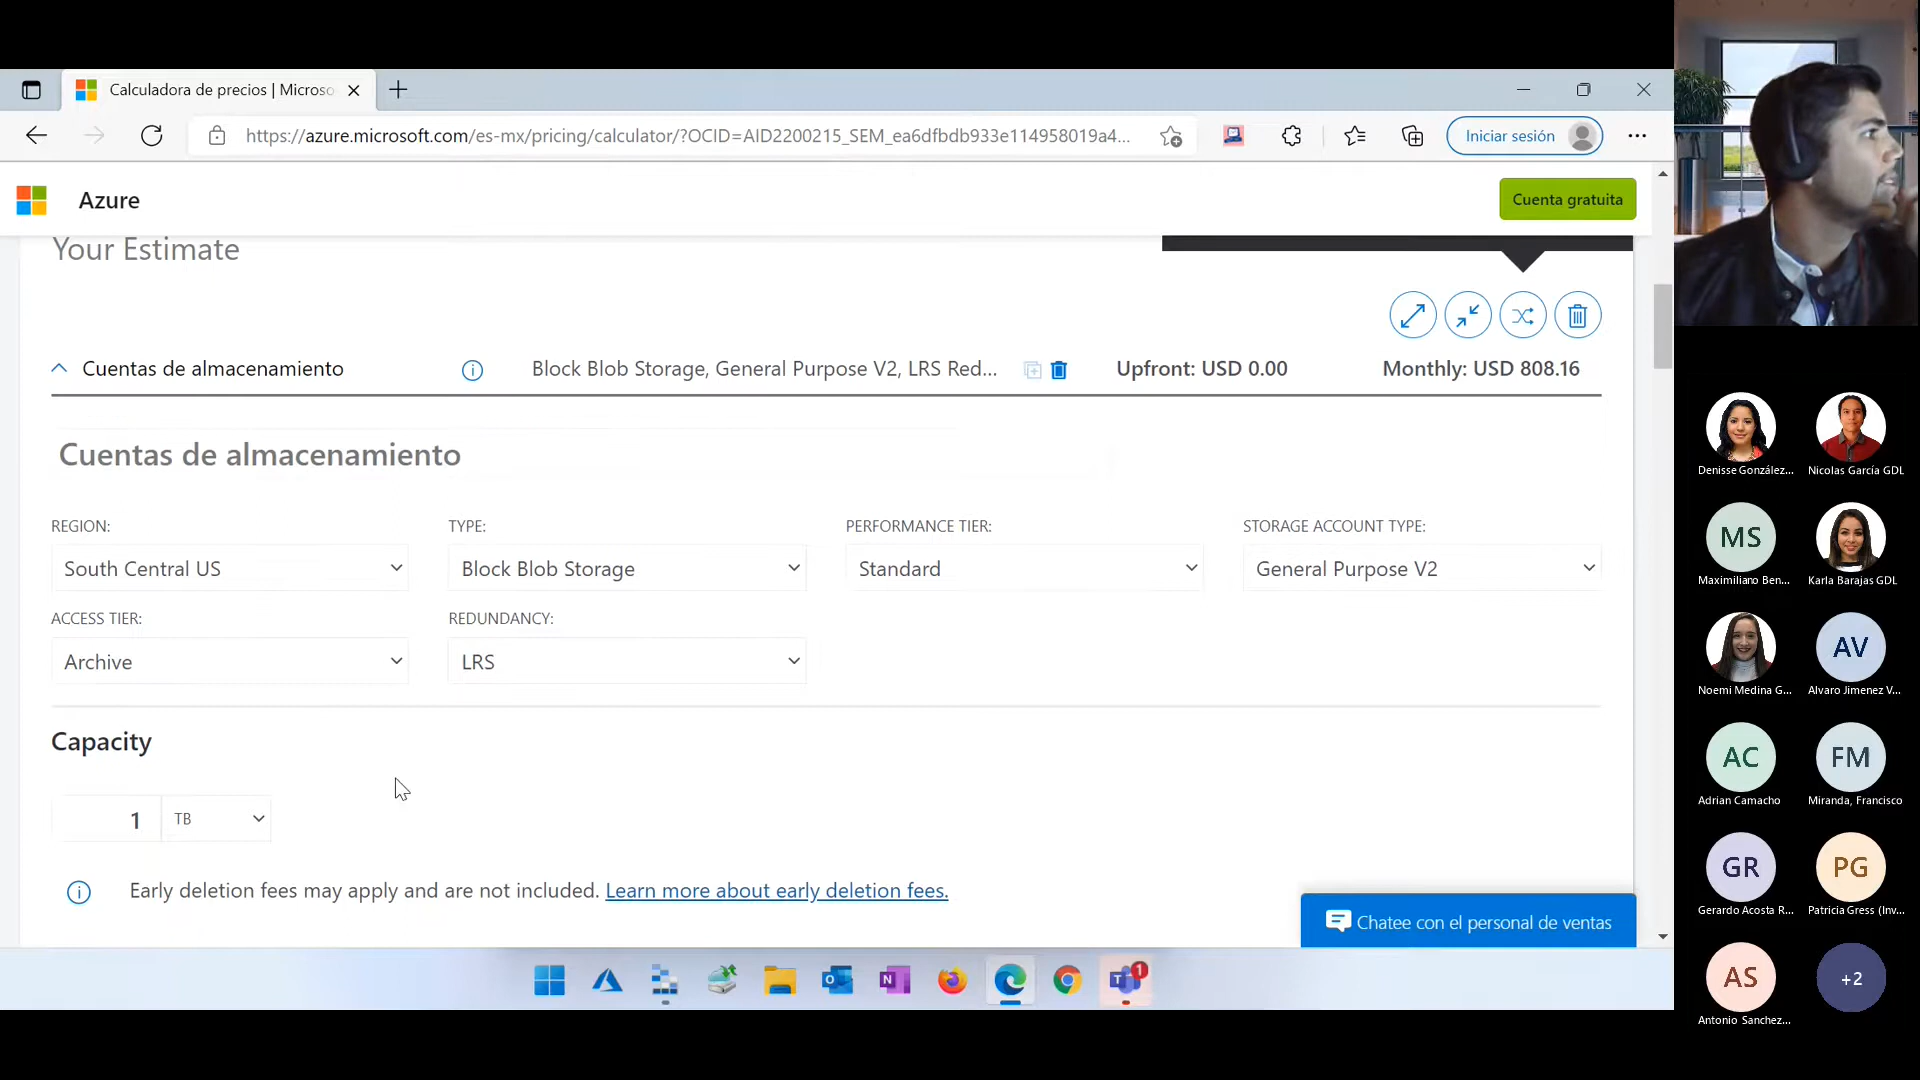 Calculadora de precios | Microso
https://azure.microsoft.com/es-mx/pricing/calculator/?OCID=AID2200215_SEM_ea6dfbdb933e114958019a4...
Iniciar sesión
Azure
Cuenta gratuita
Your Estimate
Cuentas de almacenamiento
Block Blob Storage, General Purpose V2, LRS Red...
Upfront: USD 0.00
Monthly: USD 808.16
Cuentas de almacenamiento
REGION:
TYPE:
PERFORMANCE TIER:
STORAGE ACCOUNT TYPE:
South Central US
Block Blob Storage
Standard
General Purpose V2
ACCESS TIER:
REDUNDANCY:
Archive
LRS
Capacity
1
TB
Early deletion fees may apply and are not included. Learn more about early deletion fees.
Chatee con el personal de ventas
N
1
Denisse González...
Nicolas García GDL
MS
Maximiliano Ben...
Karla Barajas GDL
Noemi Medina G...
AV
Alvaro Jimenez V...
AC
Adrian Camacho
FM
Miranda, Francisco
GR
Gerardo Acosta R...
PG
Patricia Gress (Inv...
AS
Antonio Sanchez...
+2